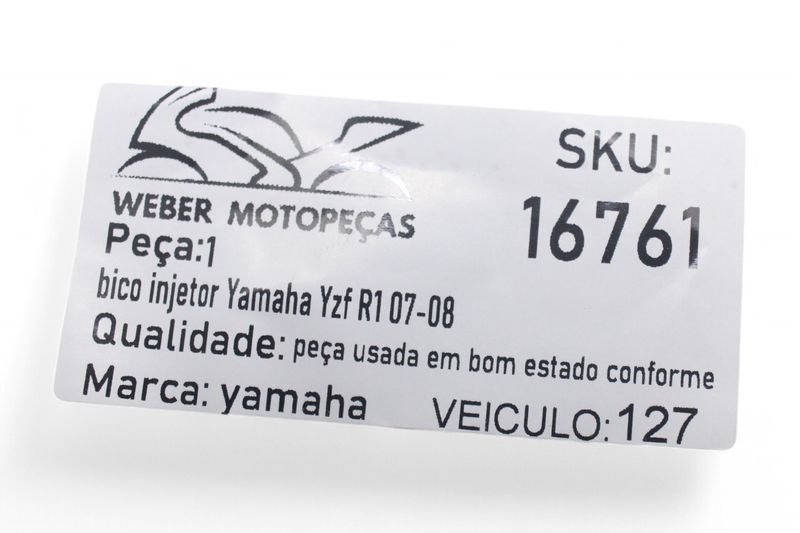 WEBER MOTOPEÇAS
SKU:
16761
Peça:1
bico injetor Yamaha Yzf R1 07-08
Qualidade: peça usada em bom estado conforme
Marca: yamaha
VEICULO: 127